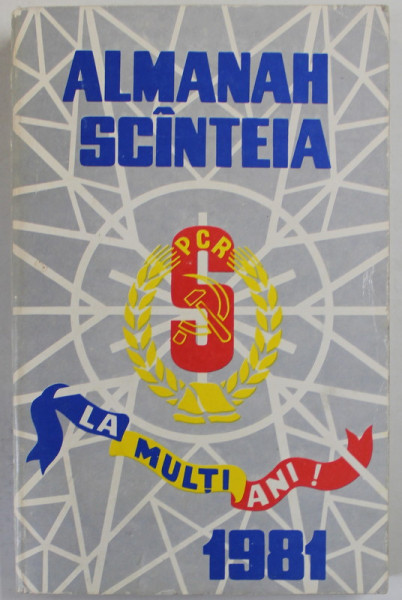 ALMANAH
SCÎNTEIA
PCR
S
LA
MULȚI
ANI !
1981